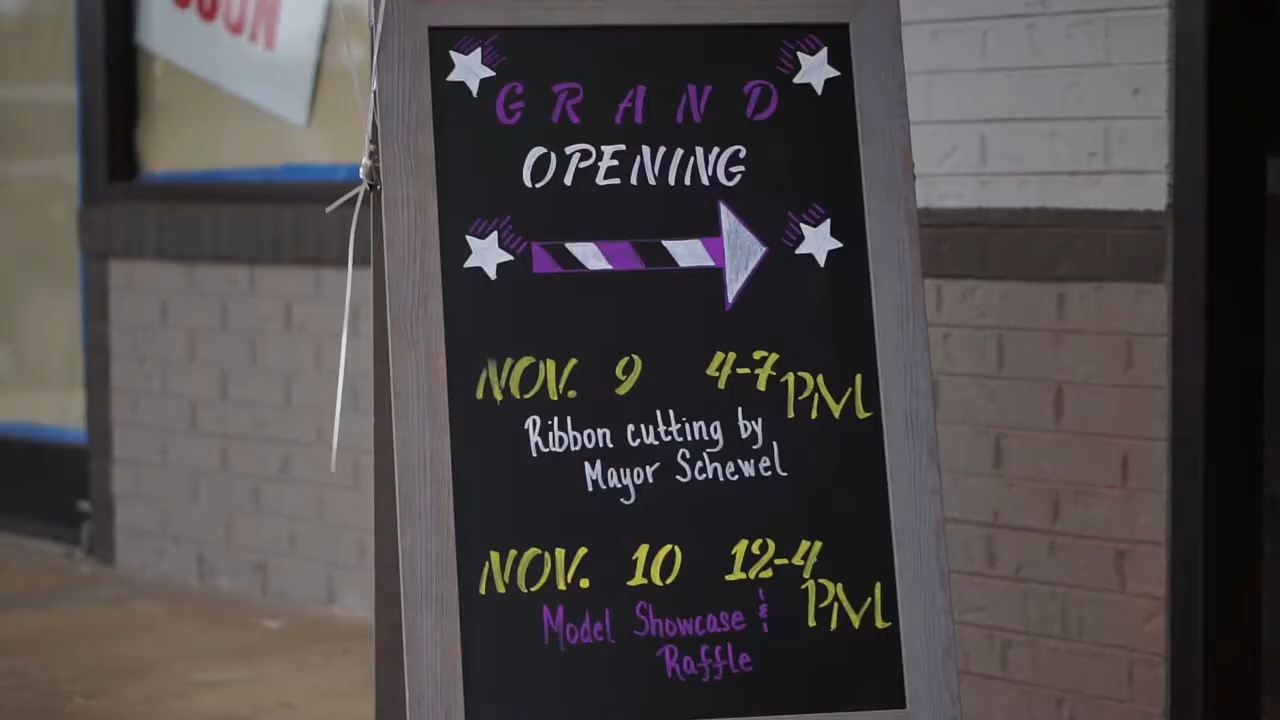 SOON
GRAND
OPENING
NOV. 9 4-7 PM
Ribbon cutting by
Mayor Schewel
NOV. 10 12-4 PM
Model Showcase &
Raffle